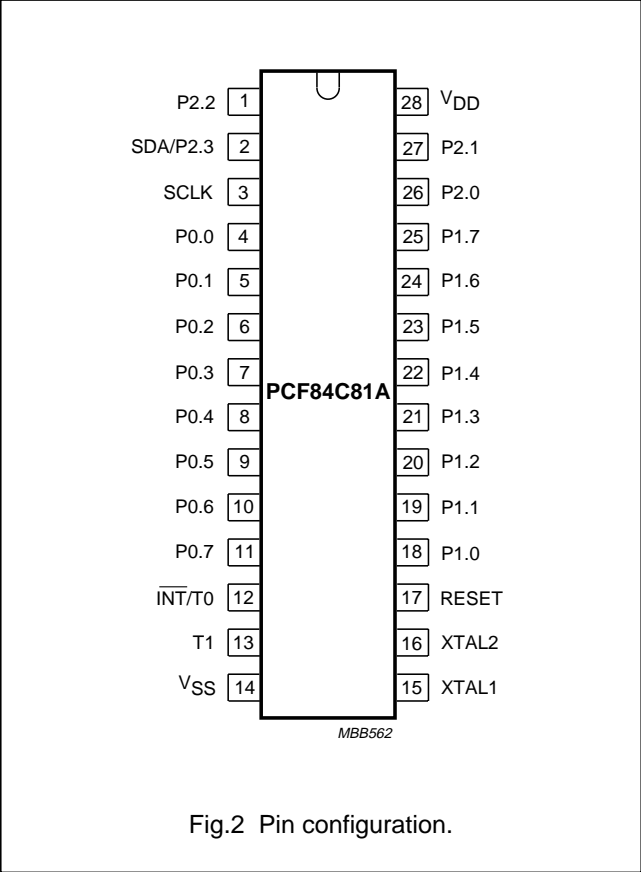 P2.2 1 28 VDD
SDA/P2.3 2 27 P2.1
SCLK 3 26 P2.0
P0.0 4 25 P1.7
P0.1 5 24 P1.6
P0.2 6 23 P1.5
P0.3 7 22 P1.4
PCF84C81A
P0.4 8 21 P1.3
P0.5 9 20 P1.2
P0.6 10 19 P1.1
P0.7 11 18 P1.0
INT/T0 12 17 RESET
T1 13 16 XTAL2
VSS 14 15 XTAL1
MBB562
Fig.2 Pin configuration.